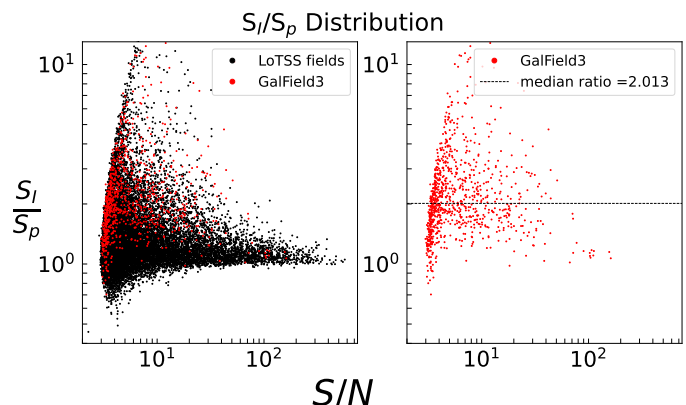 S_I/S_p Distribution
LoTSS fields
GalField3
GalField3
median ratio =2.013
S_I
S_p
10^1
10^0
10^1
10^0
10^1
10^2
10^1
10^2
S/N